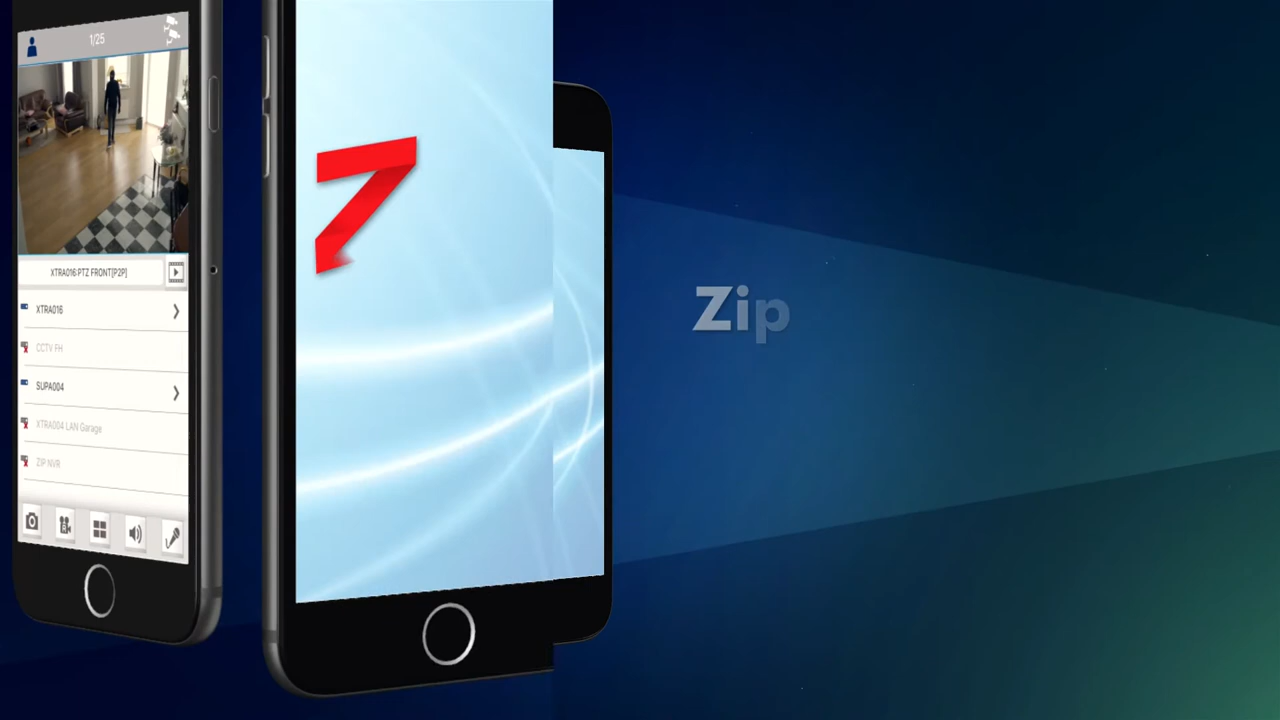 1/25
XTRA016:PTZ FRONT[P2P]
XTRA016
CCTV FH
SUPA004
XTRA004 LAN Garage
ZIP NVR
Z
Zip